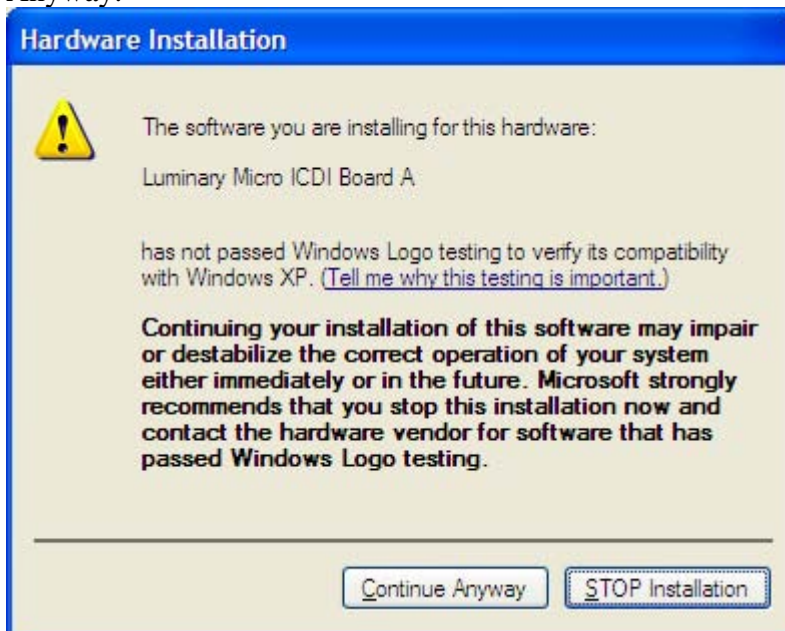 Anyway.
Hardware Installation
The software you are installing for this hardware:
Luminary Micro ICDI Board A
has not passed Windows Logo testing to verify its compatibility
with Windows XP. (Tell me why this testing is important.)
Continuing your installation of this software may impair
or destabilize the correct operation of your system
either immediately or in the future. Microsoft strongly
recommends that you stop this installation now and
contact the hardware vendor for software that has
passed Windows Logo testing.
Continue Anyway STOP Installation